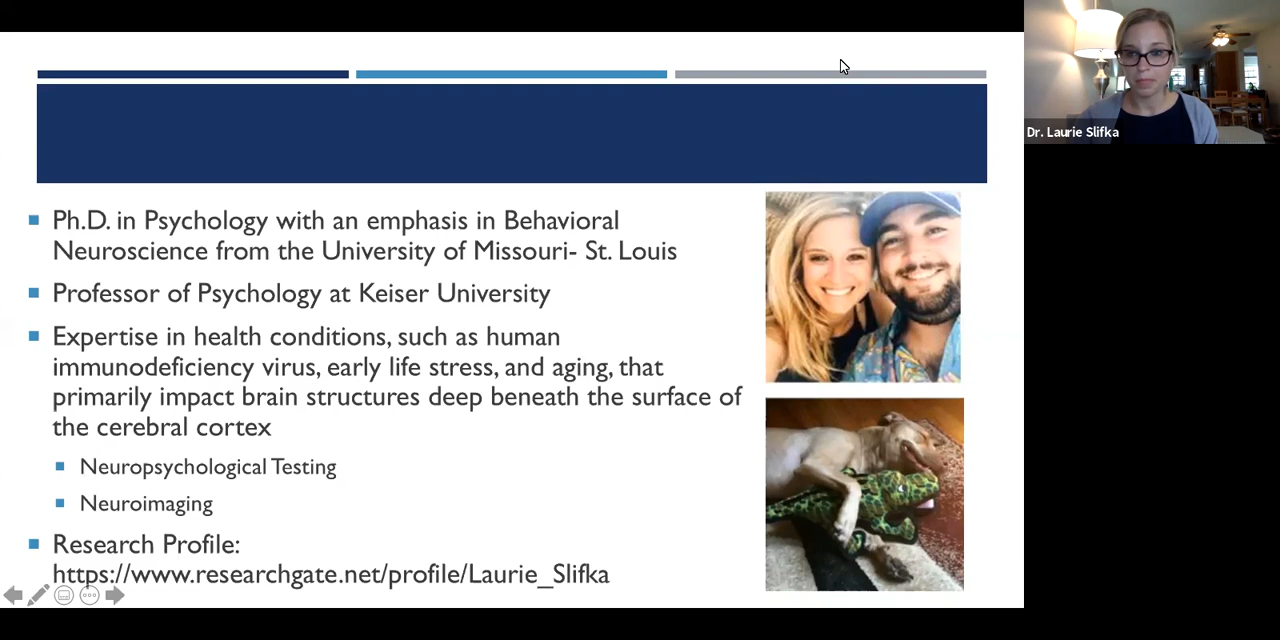 Ph.D. in Psychology with an emphasis in Behavioral
Neuroscience from the University of Missouri- St. Louis
Professor of Psychology at Keiser University
Expertise in health conditions, such as human
immunodeficiency virus, early life stress, and aging, that
primarily impact brain structures deep beneath the surface of
the cerebral cortex
Neuropsychological Testing
Neuroimaging
Research Profile:
https://www.researchgate.net/profile/Laurie_Slifka
Dr. Laurie Slifka